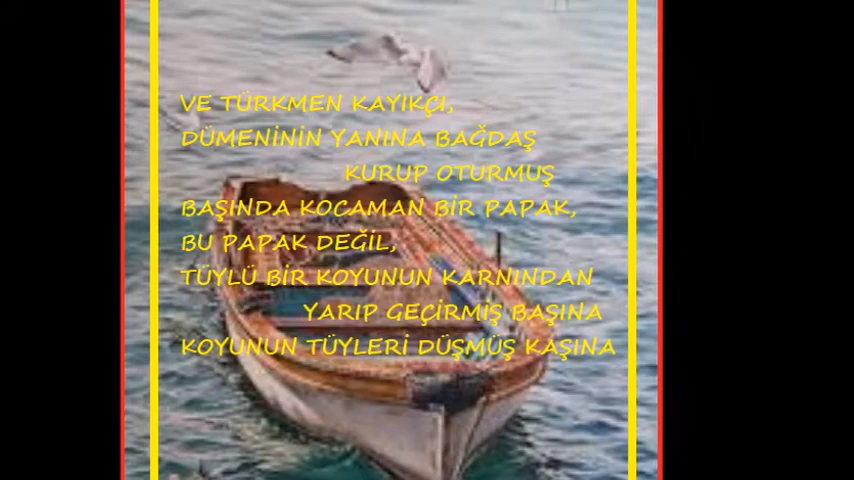 VE TÜRKMEN KAYIKÇI,
DÜMENİNİN YANINA BAĞDAŞ
KURUP OTURMUŞ
BAŞINDA KOCAMAN BİR PAPAK,
BU PAPAK DEĞİL,
TÜYLÜ BİR KOYUNUN KARNINDAN
YARIP GEÇİRMİŞ BAŞINA
KOYUNUN TÜYLERİ DÜŞMÜŞ KAŞINA